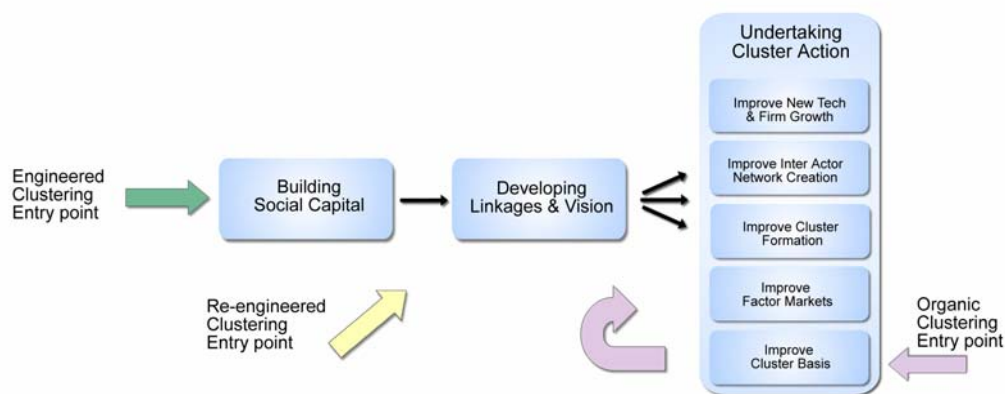 Engineered
Clustering
Entry point
Building
Social Capital
Developing
Linkages & Vision
Re-engineered
Clustering
Entry point
Undertaking
Cluster Action
Improve New Tech
& Firm Growth
Improve Inter Actor
Network Creation
Improve Cluster
Formation
Improve
Factor Markets
Improve
Cluster Basis
Organic
Clustering
Entry point